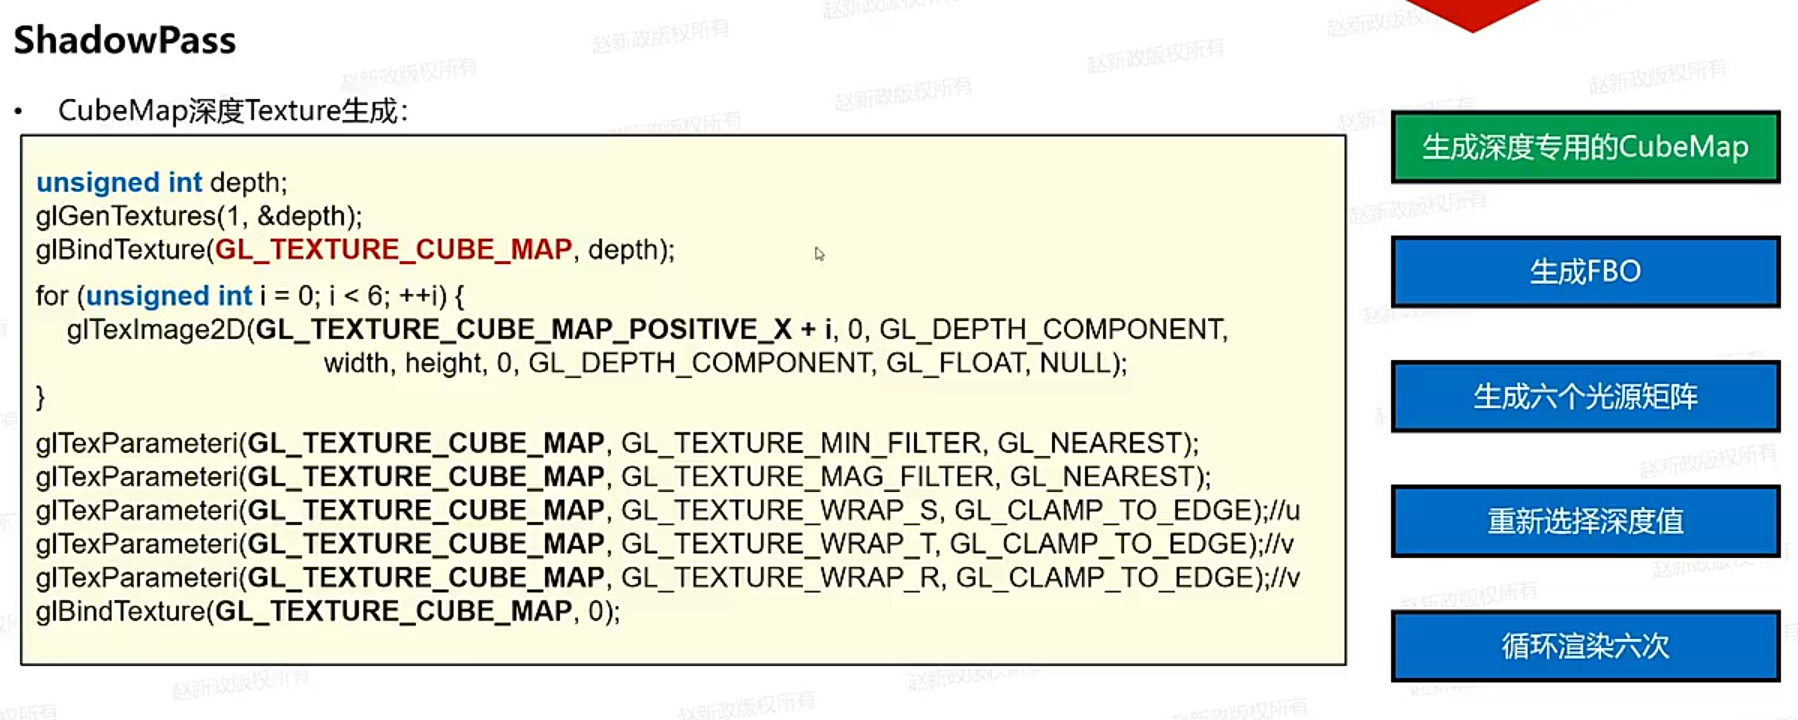 ShadowPass
• CubeMap深度Texture生成：
unsigned int depth;
glGenTextures(1, &depth);
glBindTexture(GL_TEXTURE_CUBE_MAP, depth);
for (unsigned int i = 0; i < 6; ++i) {
glTexImage2D(GL_TEXTURE_CUBE_MAP_POSITIVE_X + i, 0, GL_DEPTH_COMPONENT,
width, height, 0, GL_DEPTH_COMPONENT, GL_FLOAT, NULL);
}
glTexParameteri(GL_TEXTURE_CUBE_MAP, GL_TEXTURE_MIN_FILTER, GL_NEAREST);
glTexParameteri(GL_TEXTURE_CUBE_MAP, GL_TEXTURE_MAG_FILTER, GL_NEAREST);
glTexParameteri(GL_TEXTURE_CUBE_MAP, GL_TEXTURE_WRAP_S, GL_CLAMP_TO_EDGE);//u
glTexParameteri(GL_TEXTURE_CUBE_MAP, GL_TEXTURE_WRAP_T, GL_CLAMP_TO_EDGE);//v
glTexParameteri(GL_TEXTURE_CUBE_MAP, GL_TEXTURE_WRAP_R, GL_CLAMP_TO_EDGE);//v
glBindTexture(GL_TEXTURE_CUBE_MAP, 0);
生成深度专用的CubeMap
生成FBO
生成六个光源矩阵
重新选择深度值
循环渲染六次
赵新政版权所有